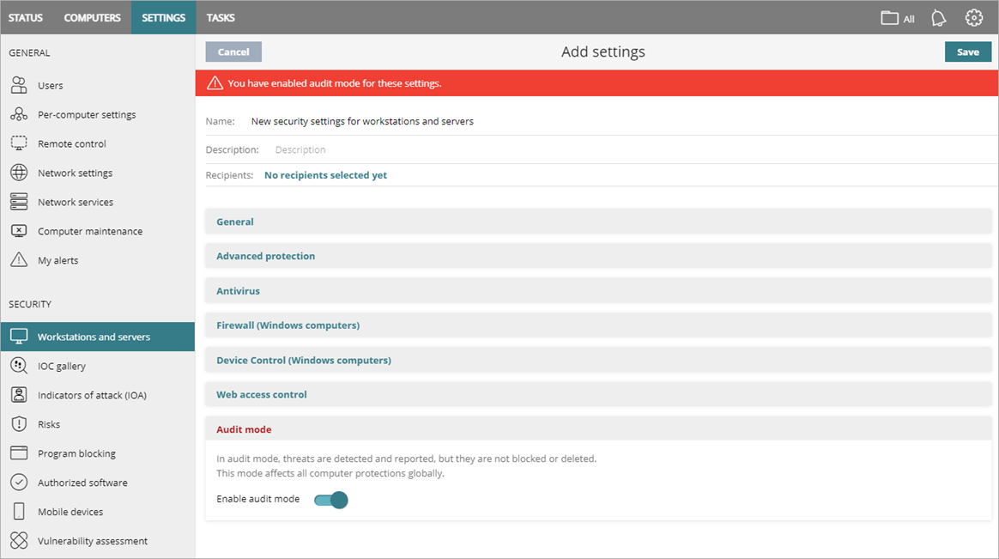 STATUS COMPUTERS SETTINGS TASKS All
GENERAL
Users
Per-computer settings
Remote control
Network settings
Network services
Computer maintenance
My alerts
SECURITY
Workstations and servers
IOC gallery
Indicators of attack (IOA)
Risks
Program blocking
Authorized software
Mobile devices
Vulnerability assessment
Cancel Add settings Save
You have enabled audit mode for these settings.
Name: New security settings for workstations and servers
Description: Description
Recipients: No recipients selected yet
General
Advanced protection
Antivirus
Firewall (Windows computers)
Device Control (Windows computers)
Web access control
Audit mode
In audit mode, threats are detected and reported, but they are not blocked or deleted.
This mode affects all computer protections globally.
Enable audit mode